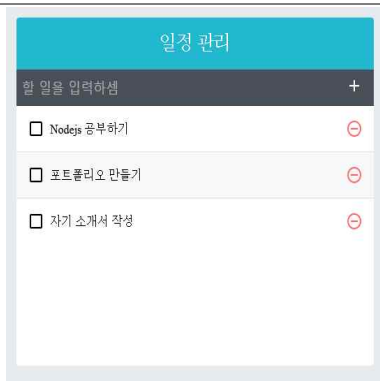 일정 관리
할 일을 입력하셈
+
Nodejs 공부하기
포트폴리오 만들기
자기 소개서 작성